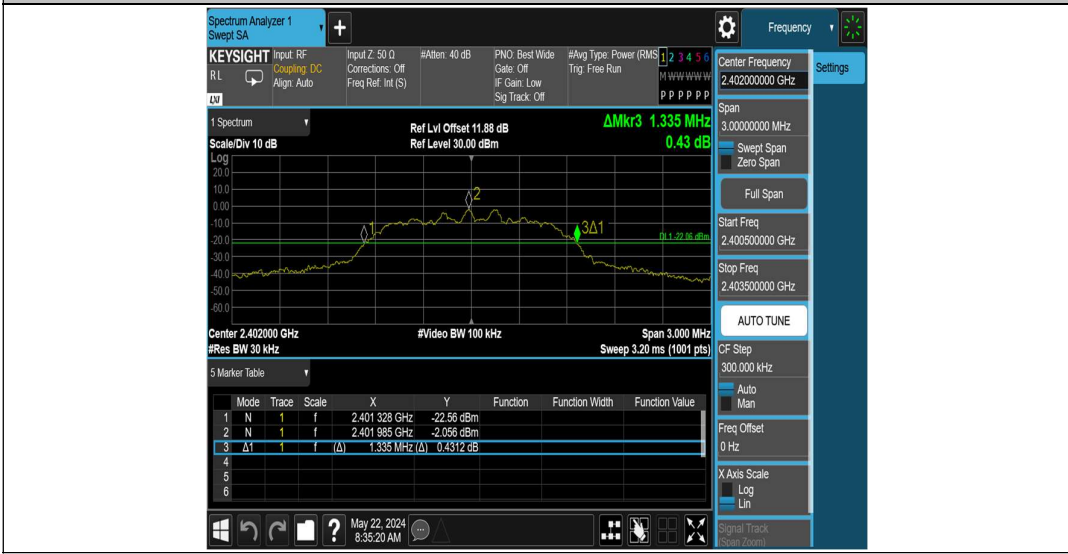 Spectrum Analyzer 1
Swept SA
+
Frequency
KEYSIGHT
RL
LXI
Input: RF
Coupling: DC
Align: Auto
Input Z: 50 Ω
Corrections: Off
Freq Ref: Int (S)
#Atten: 40 dB
PNO: Best Wide
Gate: Off
IF Gain: Low
Sig Track: Off
#Avg Type: Power (RMS
Trig: Free Run
1 2 3 4 5 6
M W W W W W
P P P P P P
1 Spectrum
Scale/Div 10 dB
Ref Lvl Offset 11.88 dB
Ref Level 30.00 dBm
ΔMkr3 1.335 MHz
0.43 dB
Log
20.0
10.0
0.00
-10.0
-20.0
-30.0
-40.0
-50.0
-60.0
1
2
3Δ1
DL1 -22.06 dBm
Center 2.402000 GHz
#Video BW 100 kHz
Span 3.000 MHz
#Res BW 30 kHz
Sweep 3.20 ms (1001 pts)
5 Marker Table
Mode Trace Scale X Y Function Function Width Function Value
1 N 1 f 2.401 328 GHz -22.56 dBm
2 N 1 f 2.401 985 GHz -2.056 dBm
3 Δ1 1 f (Δ) 1.335 MHz (Δ) 0.4312 dB
4
5
6
?
May 22, 2024
8:35:20 AM
Center Frequency
2.402000000 GHz
Settings
Span
3.00000000 MHz
Swept Span
Zero Span
Full Span
Start Freq
2.400500000 GHz
Stop Freq
2.403500000 GHz
AUTO TUNE
CF Step
300.000 kHz
Auto
Man
Freq Offset
0 Hz
X Axis Scale
Log
Lin
Signal Track
(Span Zoom)